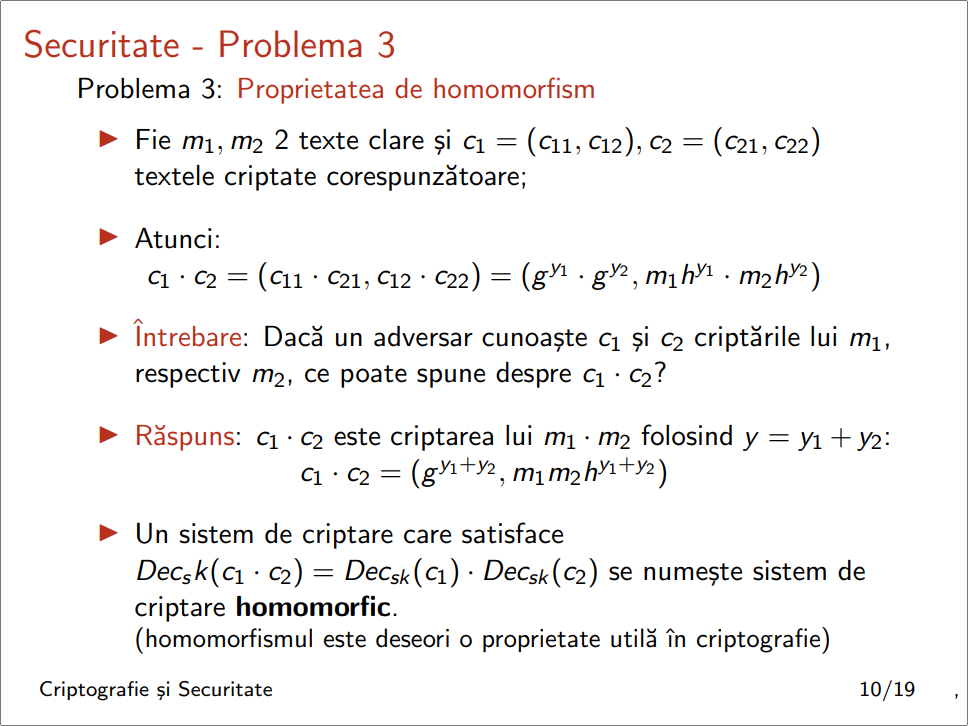 Securitate - Problema 3
Problema 3: Proprietatea de homomorfism
▶ Fie m₁, m₂ 2 texte clare și c₁ = (c₁₁, c₁₂), c₂ = (c₂₁, c₂₂)
textele criptate corespunzătoare;
▶ Atunci:
c₁ · c₂ = (c₁₁ · c₂₁, c₁₂ · c₂₂) = (g^{y₁} · g^{y₂}, m₁h^{y₁} · m₂h^{y₂})
▶ Întrebare: Dacă un adversar cunoaște c₁ și c₂ criptările lui m₁,
respectiv m₂, ce poate spune despre c₁ · c₂?
▶ Răspuns: c₁ · c₂ este criptarea lui m₁ · m₂ folosind y = y₁ + y₂:
c₁ · c₂ = (g^{y₁+y₂}, m₁m₂h^{y₁+y₂})
▶ Un sistem de criptare care satisface
Dec_s k(c₁ · c₂) = Dec_{sk}(c₁) · Dec_{sk}(c₂) se numește sistem de
criptare homomorfic.
(homomorfismul este deseori o proprietate utilă în criptografie)
Criptografie și Securitate 10/19 ,